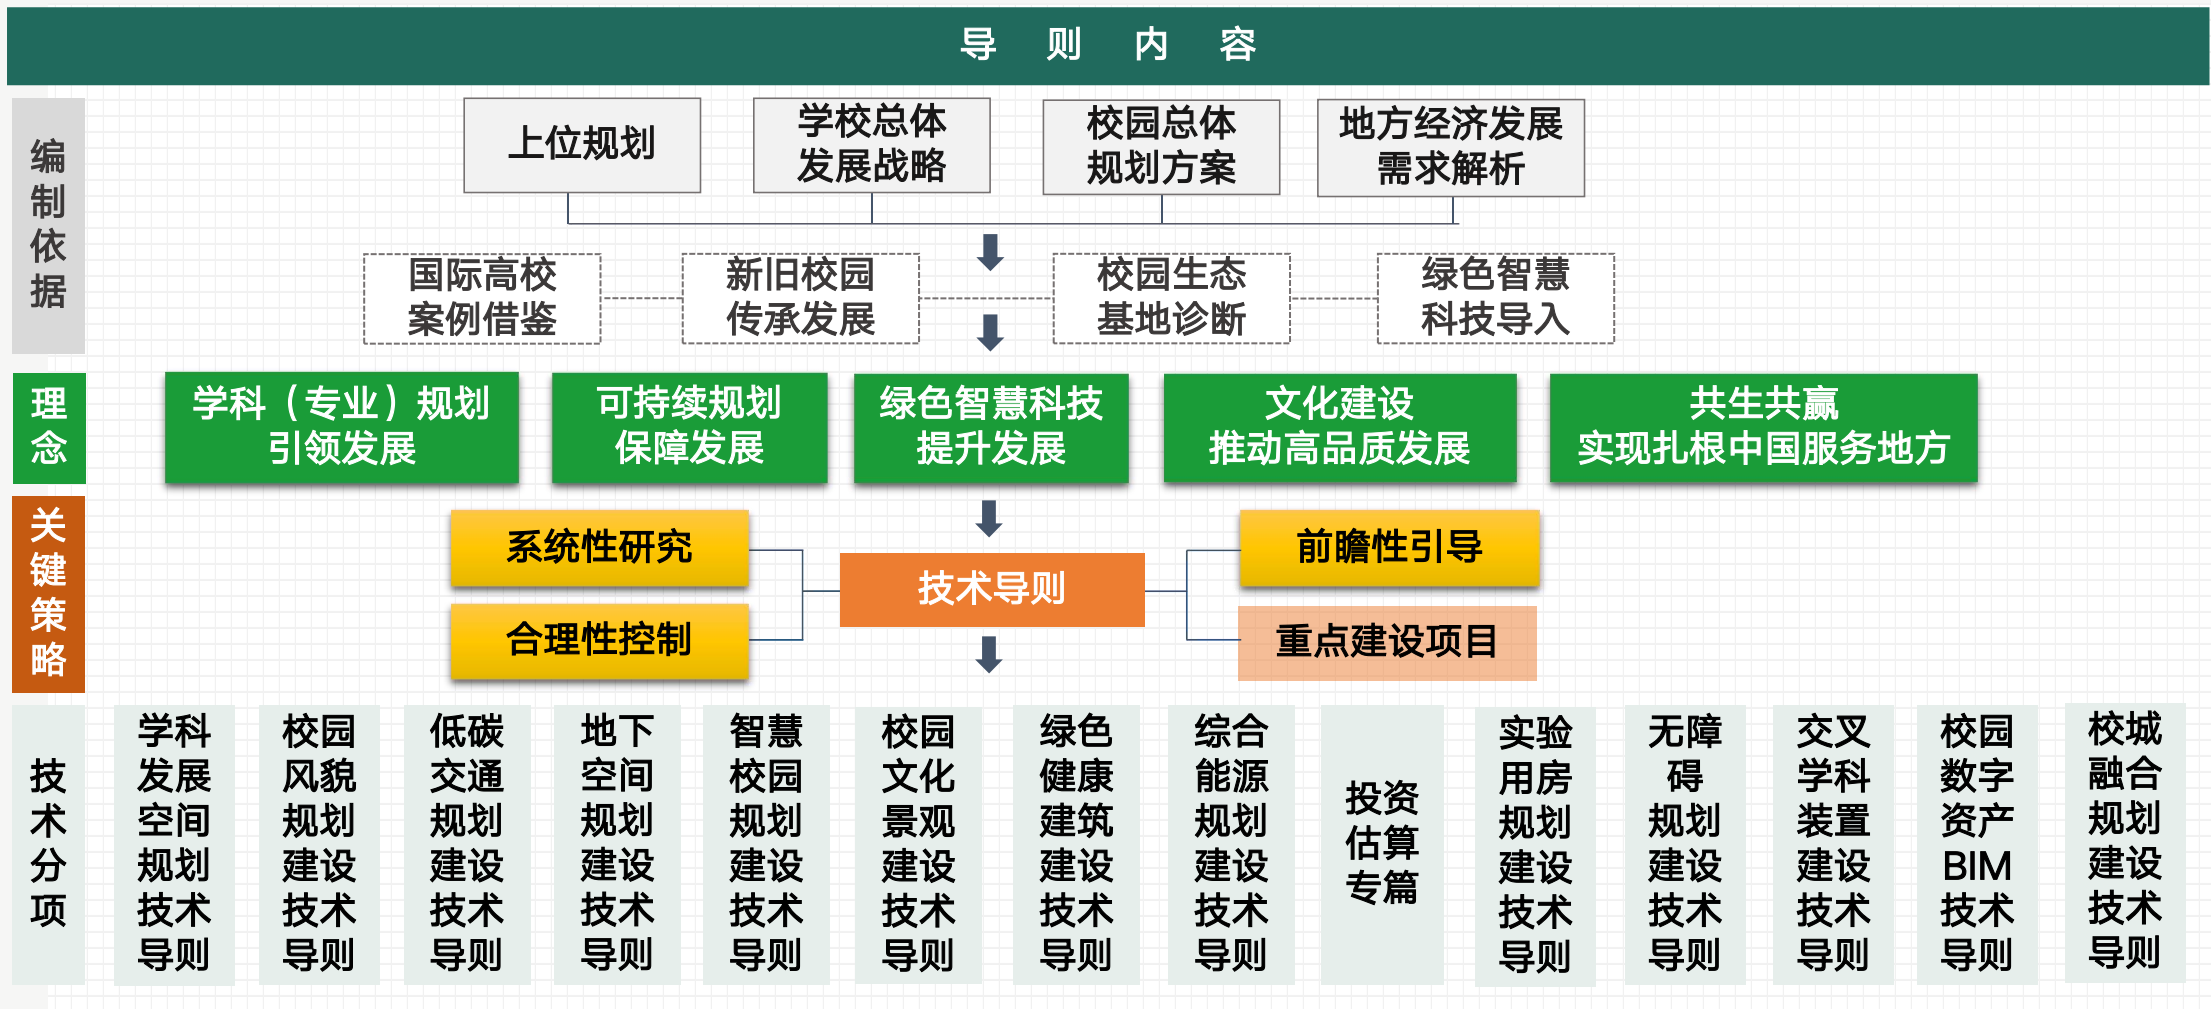 导 则 内 容
编
制
依
据
上位规划
学校总体
发展战略
校园总体
规划方案
地方经济发展
需求解析
国际高校
案例借鉴
新旧校园
传承发展
校园生态
基地诊断
绿色智慧
科技导入
理
念
学科（专业）规划
引领发展
可持续规划
保障发展
绿色智慧科技
提升发展
文化建设
推动高品质发展
共生共赢
实现扎根中国服务地方
关
键
策
略
系统性研究
合理性控制
技术导则
前瞻性引导
重点建设项目
技
术
分
项
学科
发展
空间
规划
技术
导则
校园
风貌
规划
建设
技术
导则
低碳
交通
规划
建设
技术
导则
地下
空间
规划
建设
技术
导则
智慧
校园
规划
建设
技术
导则
校园
文化
景观
建设
技术
导则
绿色
健康
建筑
建设
技术
导则
综合
能源
规划
建设
技术
导则
投资
估算
专篇
实验
用房
规划
建设
技术
导则
无障
碍
规划
建设
技术
导则
交叉
学科
装置
建设
技术
导则
校园
数字
资产
BIM
技术
导则
校城
融合
规划
建设
技术
导则